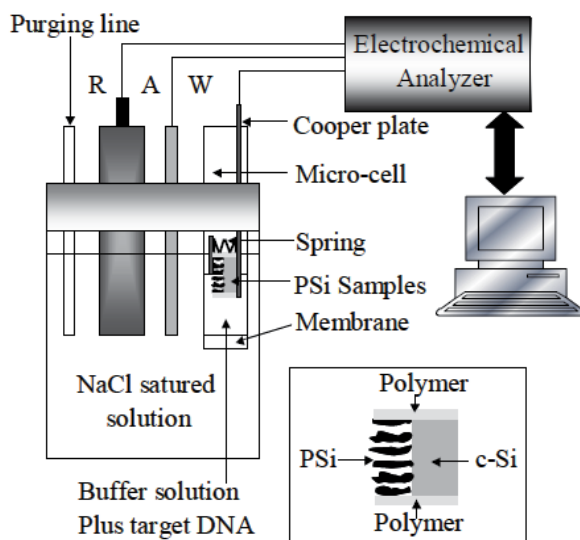 Purging line
R A W
Electrochemical
Analyzer
Cooper plate
Micro-cell
Spring
PSi Samples
Membrane
NaCl satured
solution
Buffer solution
Plus target DNA
Polymer
PSi
c-Si
Polymer